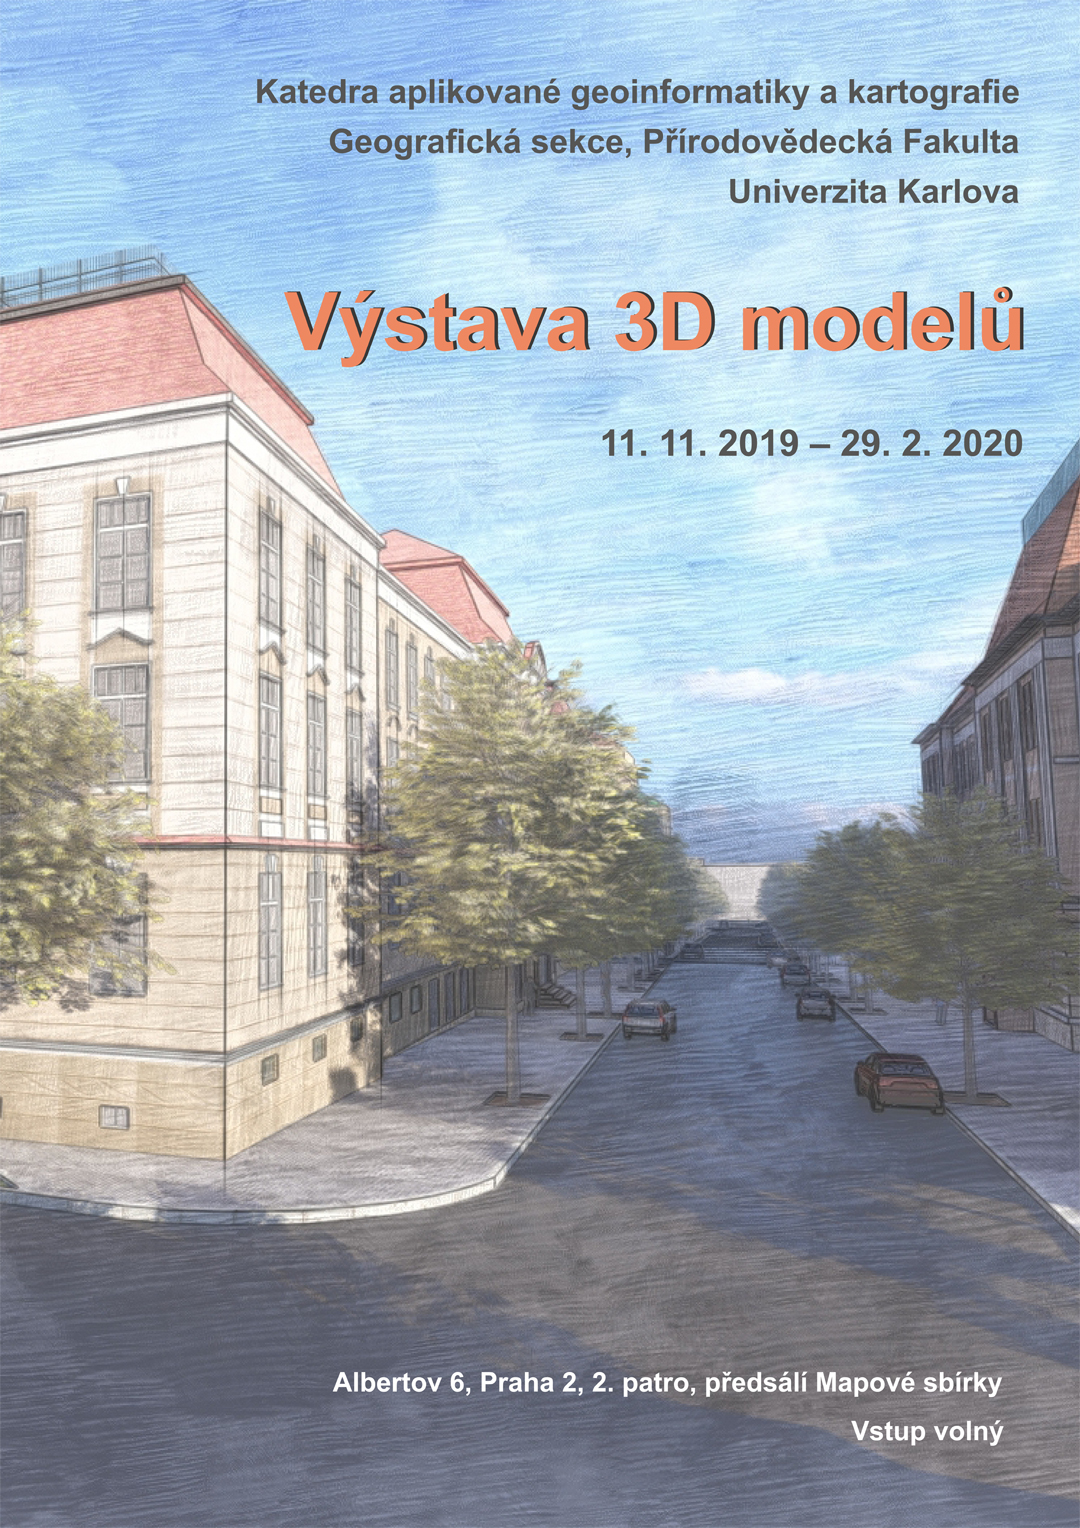 Katedra aplikované geoinformatiky a kartografie
Geografická sekce, Přírodovědecká Fakulta
Univerzita Karlova
Výstava 3D modelů
11. 11. 2019 – 29. 2. 2020
Albertov 6, Praha 2, 2. patro, předsálí Mapové sbírky
Vstup volný